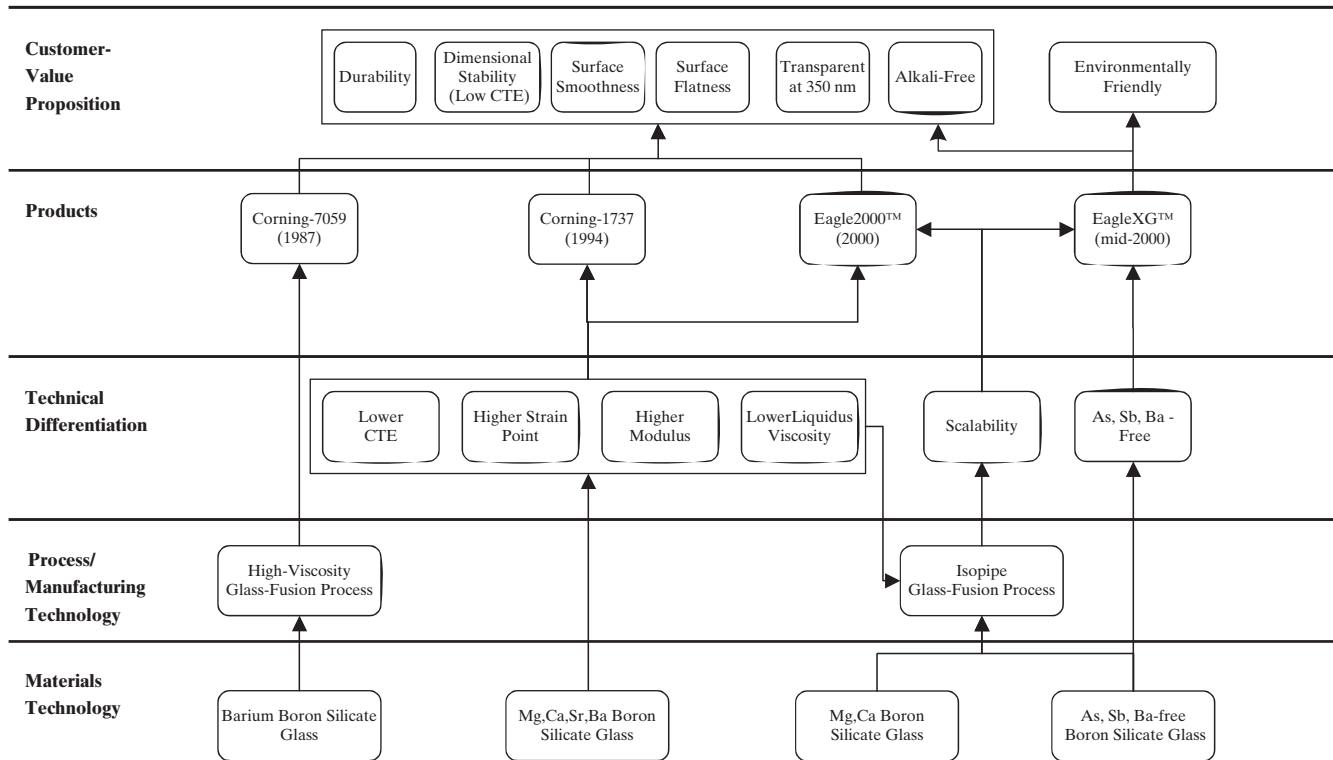 Customer-
Value
Proposition
Durability
Dimensional
Stability
(Low CTE)
Surface
Smoothness
Surface
Flatness
Transparent
at 350 nm
Alkali-Free
Environmentally
Friendly
Products
Corning-7059
(1987)
Corning-1737
(1994)
Eagle2000™
(2000)
EagleXG™
(mid-2000)
Technical
Differentiation
Lower
CTE
Higher Strain
Point
Higher
Modulus
LowerLiquidus
Viscosity
Scalability
As, Sb, Ba -
Free
Process/
Manufacturing
Technology
High-Viscosity
Glass-Fusion Process
Isopipe
Glass-Fusion Process
Materials
Technology
Barium Boron Silicate
Glass
Mg,Ca,Sr,Ba Boron
Silicate Glass
Mg,Ca Boron
Silicate Glass
As, Sb, Ba-free
Boron Silicate Glass